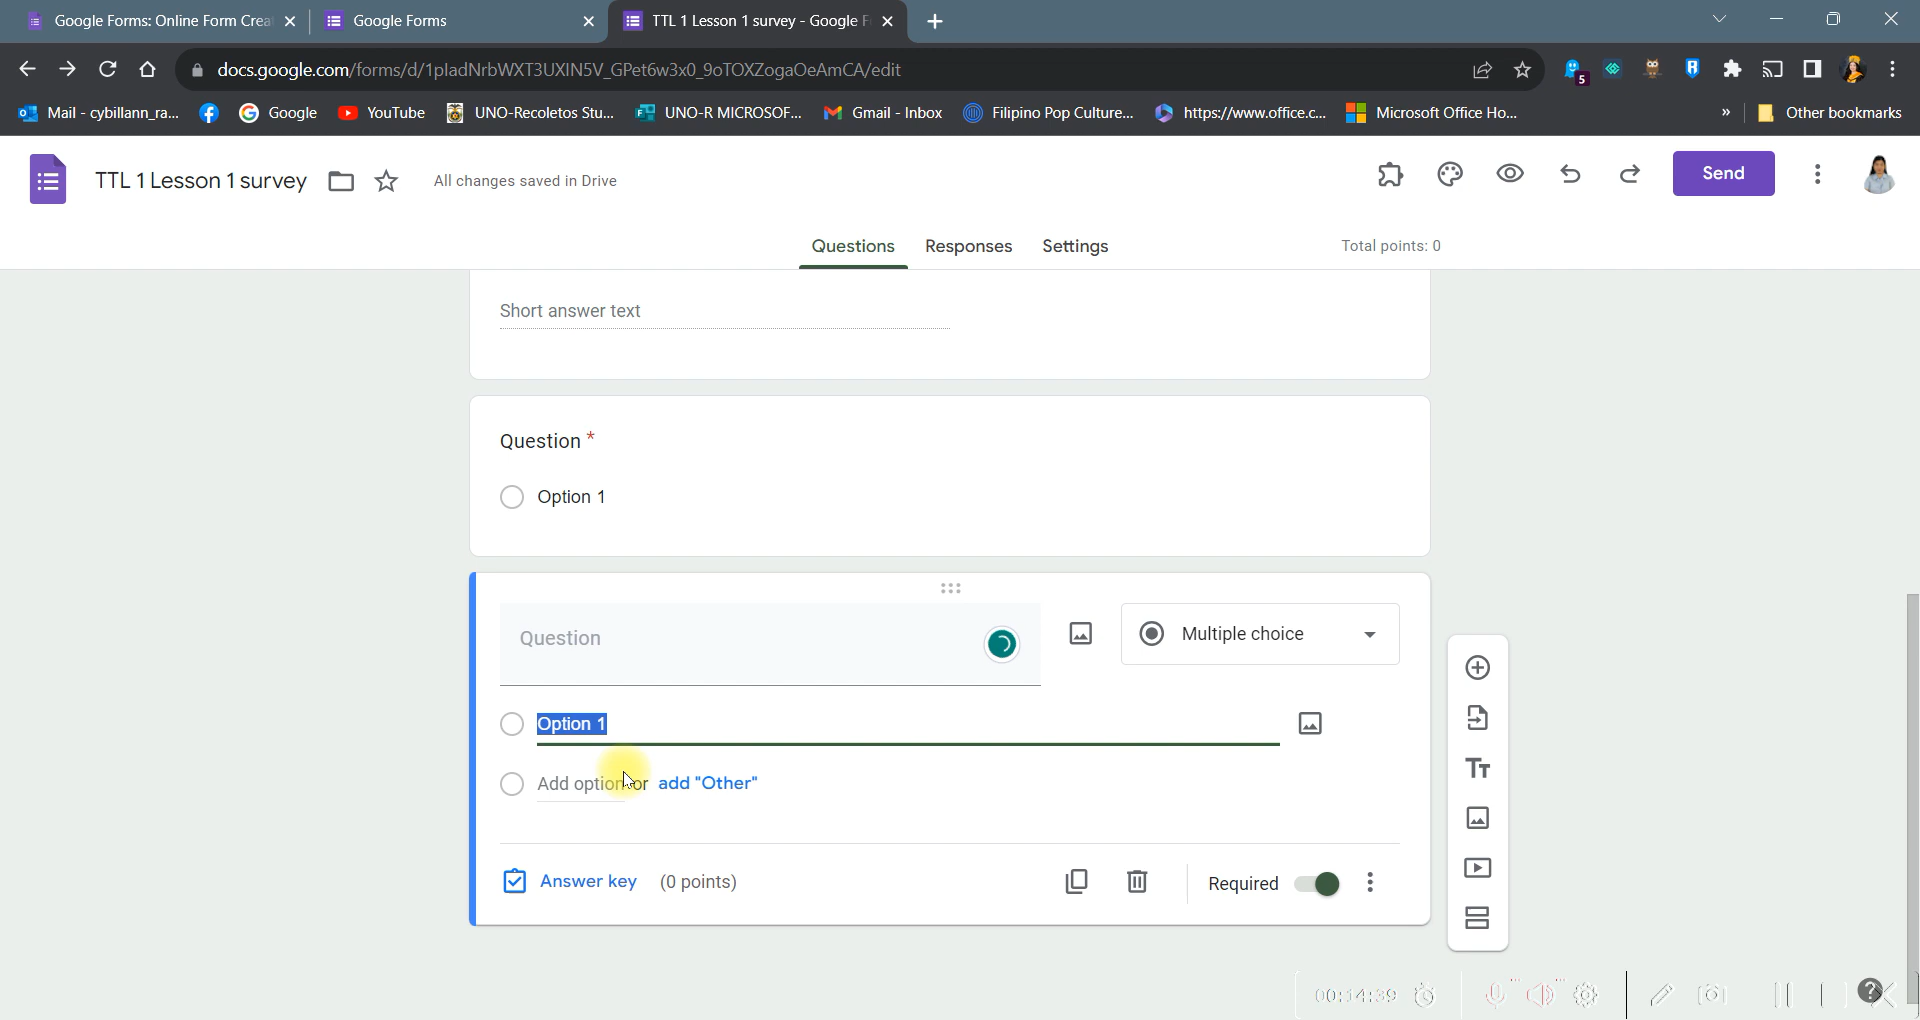 Google Forms: Online Form Crea
Google Forms
TTL 1 Lesson 1 survey - Google F
docs.google.com/forms/d/1pladNrbWXT3UXIN5V_GPet6w3x0_9oTOXZogaOeAmCA/edit
5
Mail - cybillann_ra...
Google
YouTube
UNO-Recoletos Stu...
UNO-R MICROSOF...
Gmail - Inbox
Filipino Pop Culture...
https://www.office.c...
Microsoft Office Ho...
»
Other bookmarks
TTL 1 Lesson 1 survey
All changes saved in Drive
Send
Questions
Responses
Settings
Total points: 0
Short answer text
Question *
Option 1
Question
Multiple choice
Option 1
Add option or add "Other"
Answer key (0 points)
Required
00:14:39